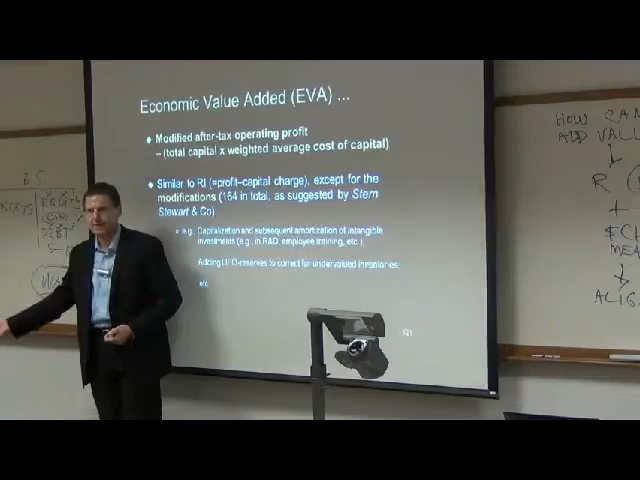 Economic Value Added (EVA) ...
Modified after-tax operating profit
– (total capital x weighted average cost of capital)
Similar to RI (=profit–capital charge), except for the
modifications (164 in total, as suggested by Stern
Stewart & Co)
e.g., Capitalization and subsequent amortization of intangible
investments (e.g., in R&D, employee training, etc.),
Adding LIFO-reserves to correct for undervalued inventories;
etc
121
HOW CAN
ADD VAL
R
+
MEA
ALIG
DEBT